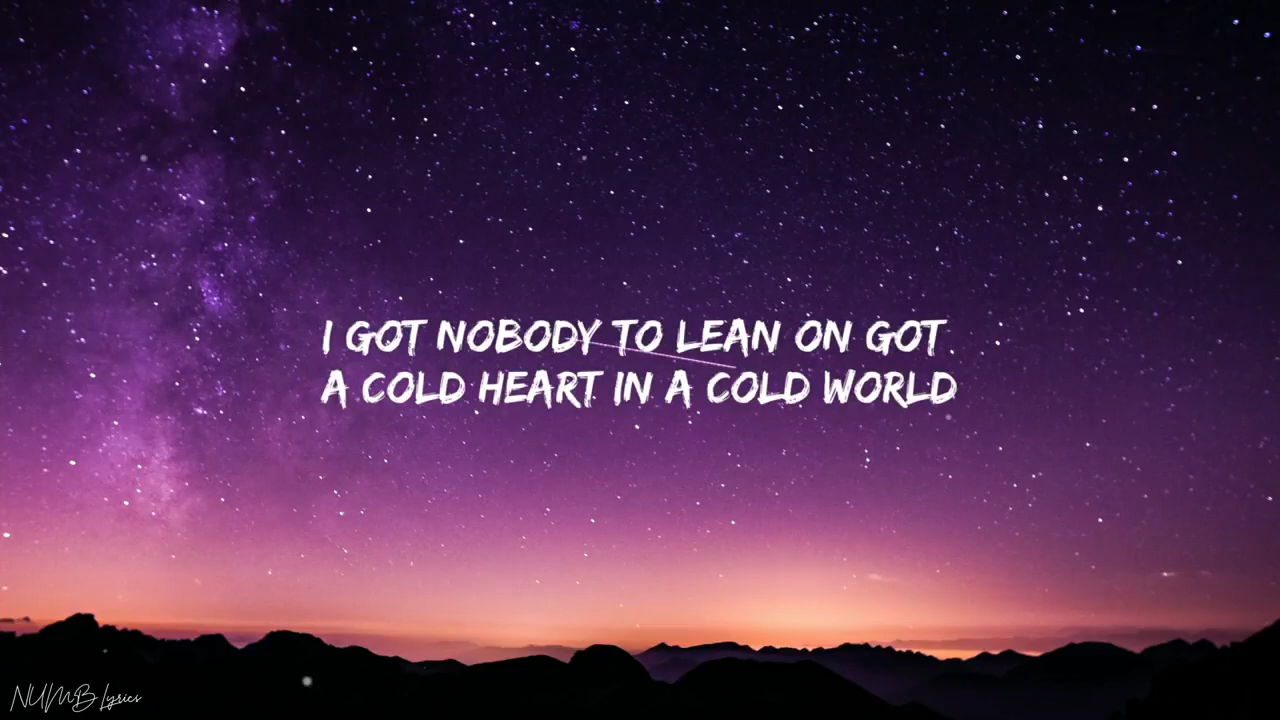 I GOT NOBODY TO LEAN ON GOT
A COLD HEART IN A COLD WORLD
NUMB Lyrics